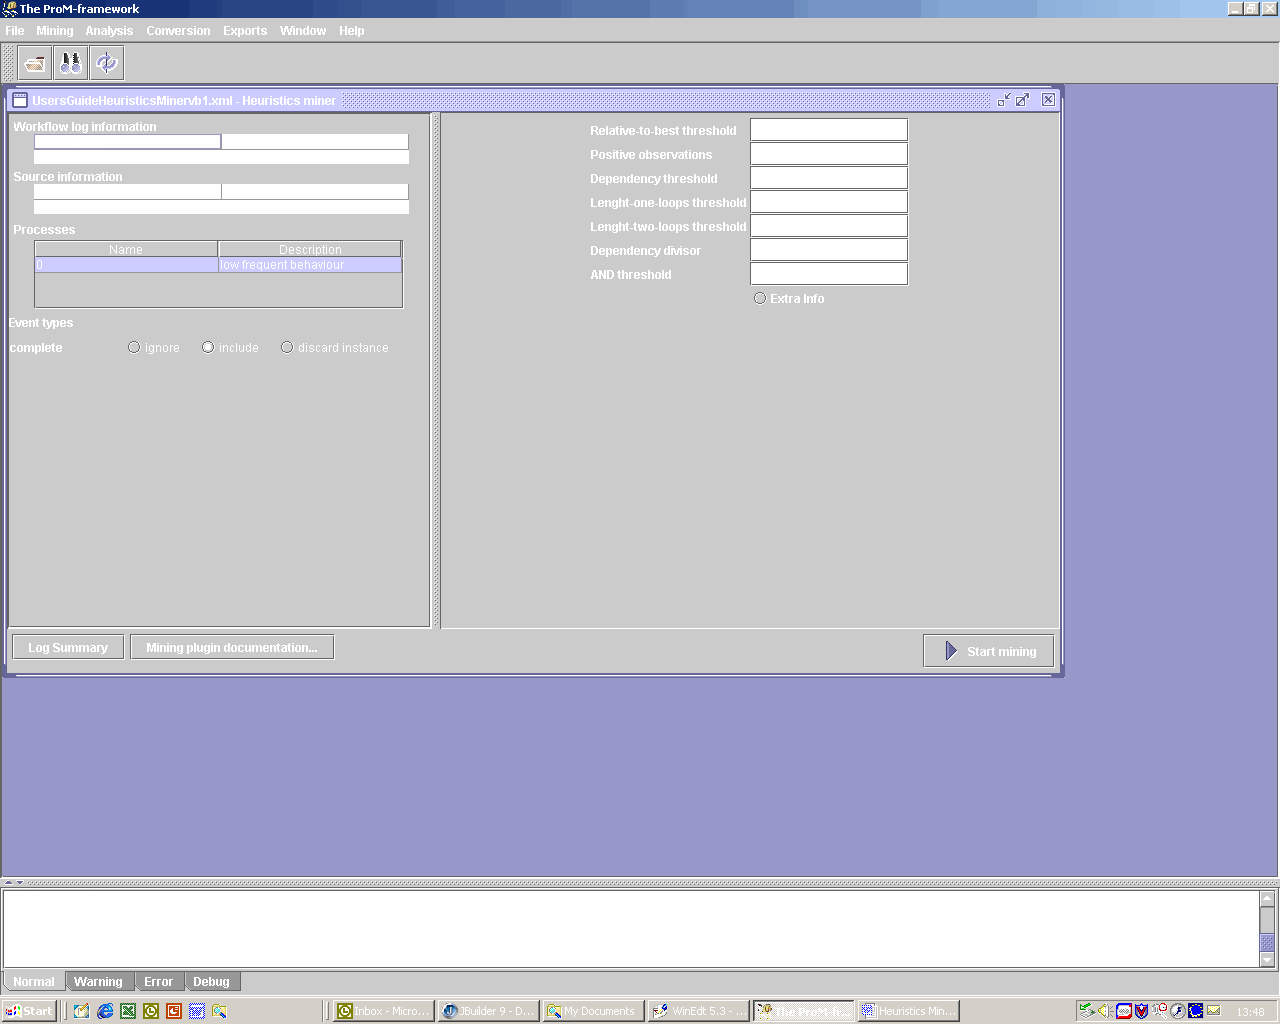 The ProM-framework
File Mining Analysis Conversion Exports Window Help
UsersGuideHeuristicsMinervb1.xml - Heuristics miner
Workflow log information
Source information
Processes
Name Description
0 low frequent behaviour
Event types
complete ignore include discard instance
Relative-to-best threshold
Positive observations
Dependency threshold
Lenght-one-loops threshold
Lenght-two-loops threshold
Dependency divisor
AND threshold
Extra Info
Log Summary Mining plugin documentation... Start mining
Normal Warning Error Debug
Start Inbox - Micro... JBuilder 9 - D... My Documents WinEdt 5.3 - ... The ProM-fr... Heuristics Min... 13:48